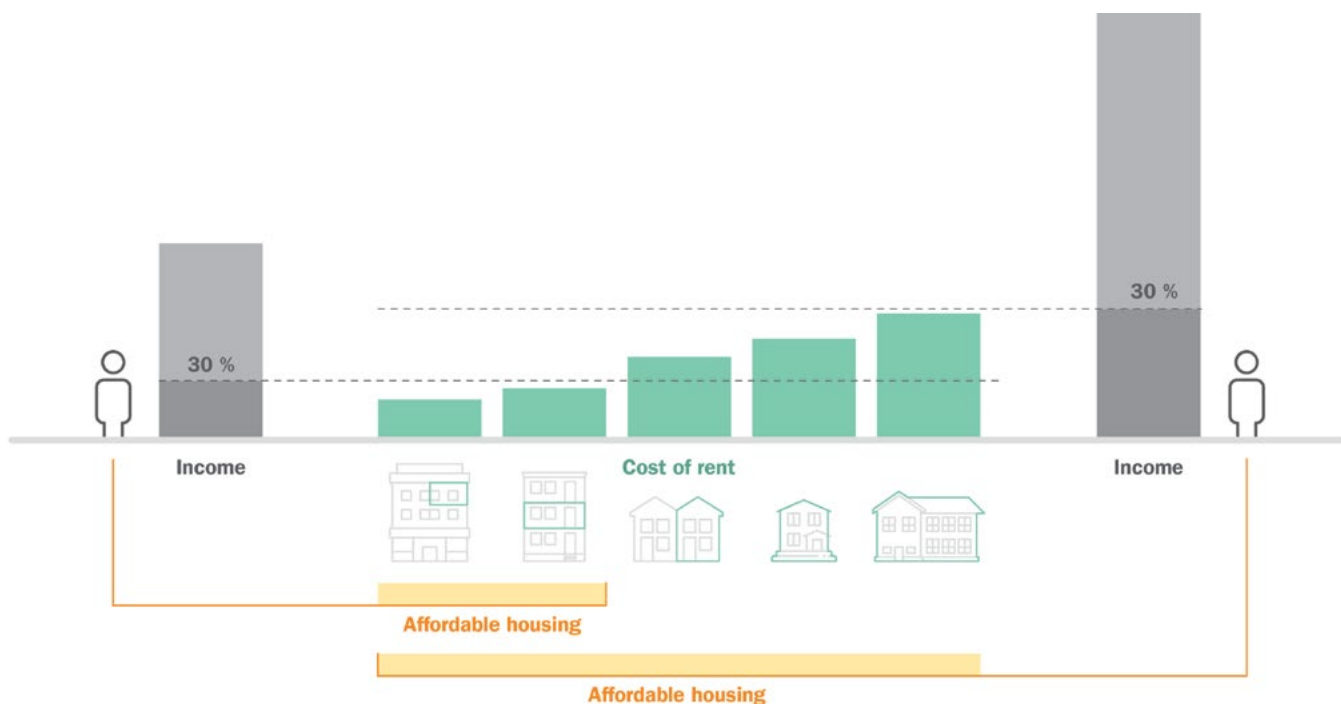 30 %
30 %
Income
Cost of rent
Income
Affordable housing
Affordable housing